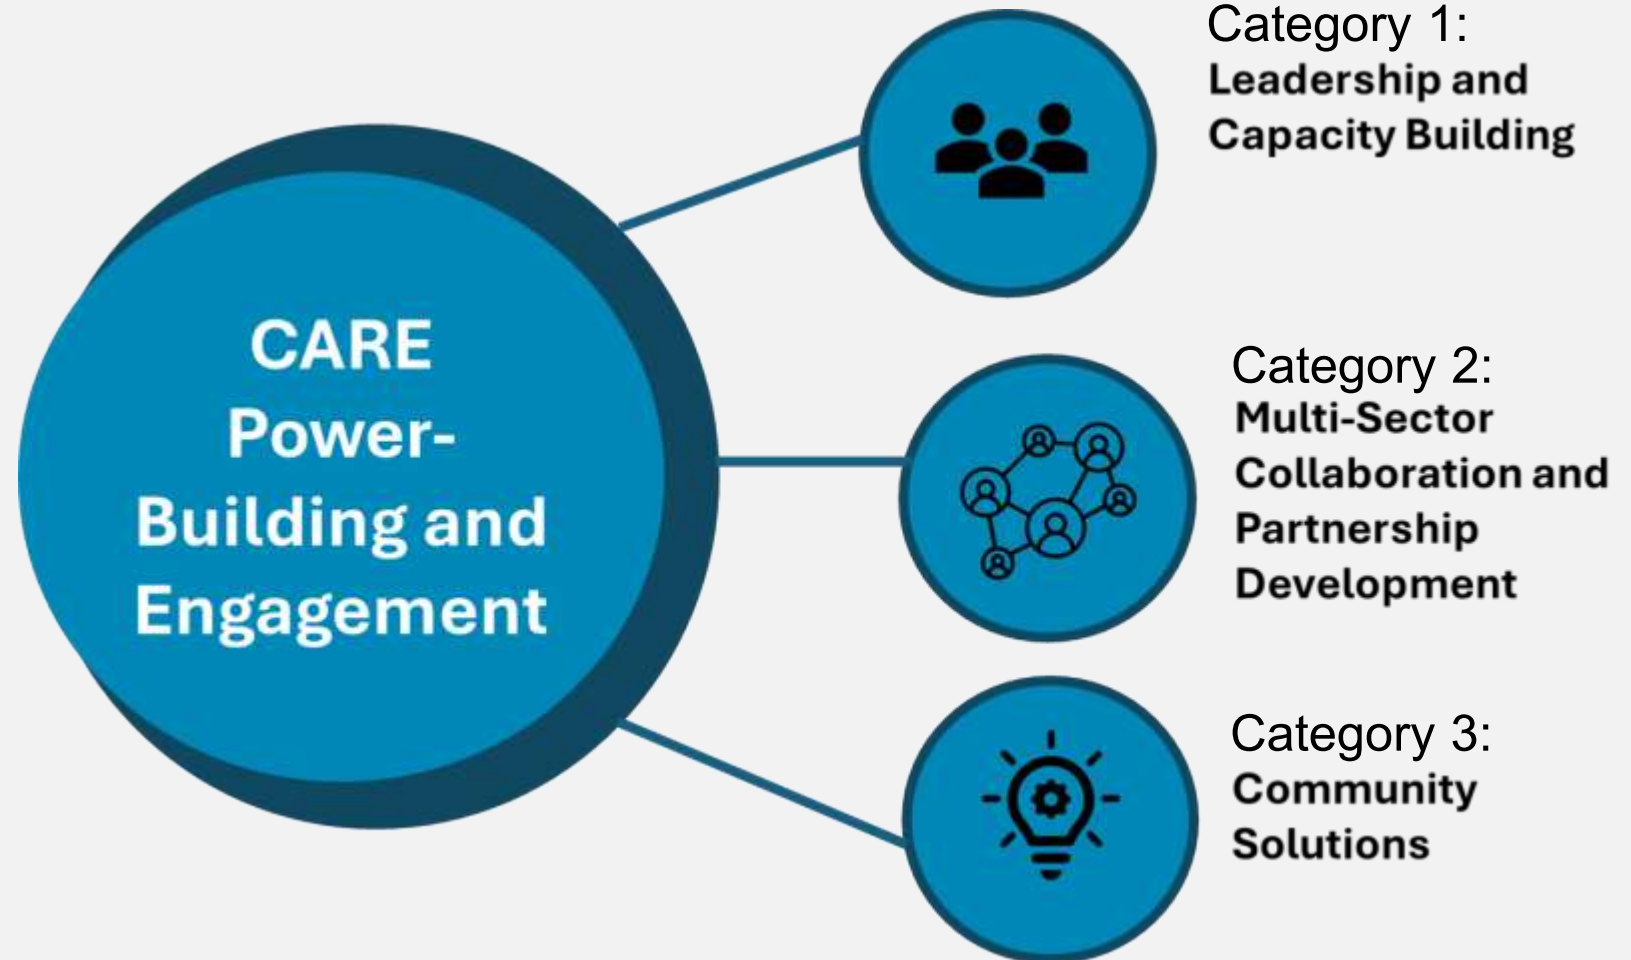 CARE
Power-
Building and
Engagement
Category 1:
Leadership and
Capacity Building
Category 2:
Multi-Sector
Collaboration and
Partnership
Development
Category 3:
Community
Solutions